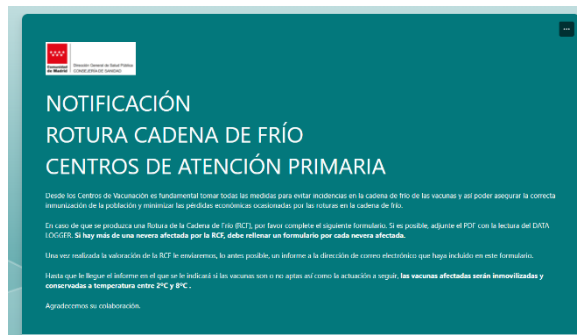 Comunidad
de Madrid
Dirección General de Salud Pública
CONSEJERÍA DE SANIDAD
NOTIFICACIÓN
ROTURA CADENA DE FRÍO
CENTROS DE ATENCIÓN PRIMARIA
Desde los Centros de Vacunación es fundamental tomar todas las medidas para evitar incidencias en la cadena de frío de las vacunas y así poder asegurar la correcta
inmunización de la población y minimizar las pérdidas económicas ocasionadas por las roturas en la cadena de frío.
En caso de que se produzca una Rotura de la Cadena de Frío (RCF), por favor complete el siguiente formulario. Si es posible, adjunte el PDF con la lectura del DATA
LOGGER. Si hay más de una nevera afectada por la RCF, debe rellenar un formulario por cada nevera afectada.
Una vez realizada la valoración de la RCF le enviaremos, lo antes posible, un informe a la dirección de correo electrónico que haya incluido en este formulario.
Hasta que le llegue el informe en el que se le indicará si las vacunas son o no aptas así como la actuación a seguir, las vacunas afectadas serán inmovilizadas y
conservadas a temperatura entre 2ºC y 8ºC .
Agradecemos su colaboración.